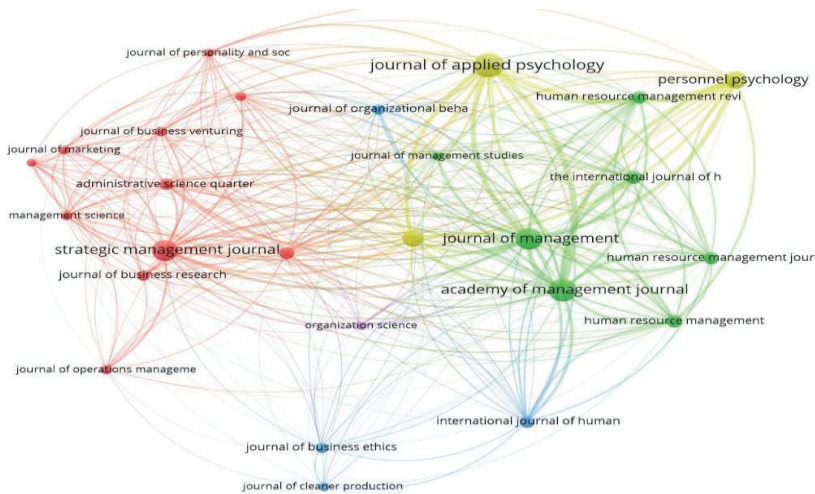 journal of personality and soc
journal of applied psychology
personnel psychology
human resource management revi
journal of organizational beha
journal of business venturing
journal of marketing
journal of management studies
the international journal of h
administrative science quarter
management science
strategic management journal
journal of management
human resource management jour
journal of business research
academy of management journal
organization science
human resource management
journal of operations manageme
international journal of human
journal of business ethics
journal of cleaner production